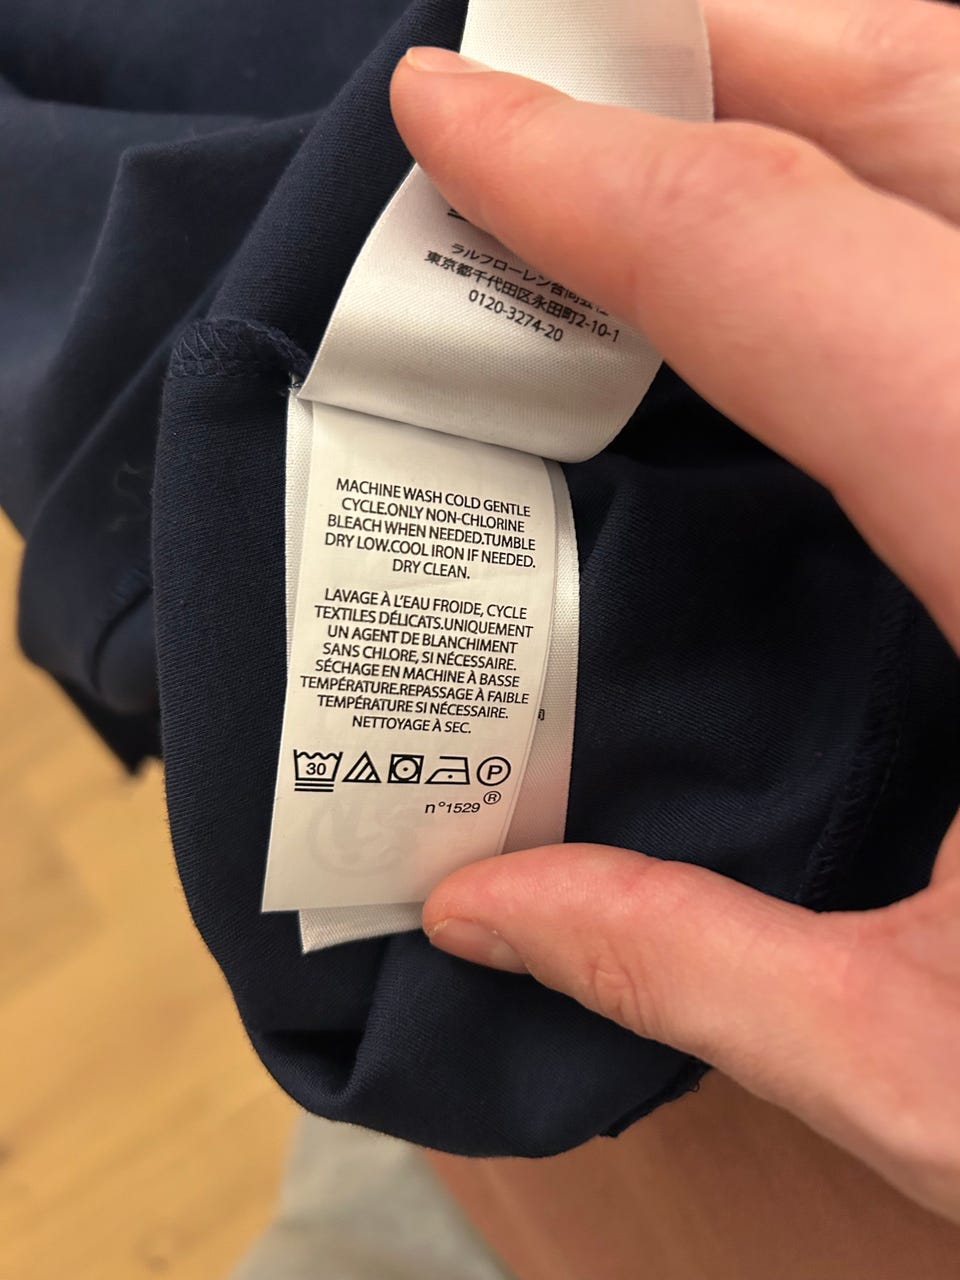 ラルフローレン合同会社
東京都千代田区永田町2-10-1
0120-3274-20
MACHINE WASH COLD GENTLE
CYCLE.ONLY NON-CHLORINE
BLEACH WHEN NEEDED.TUMBLE
DRY LOW.COOL IRON IF NEEDED.
DRY CLEAN.
LAVAGE À L'EAU FROIDE, CYCLE
TEXTILES DÉLICATS.UNIQUEMENT
UN AGENT DE BLANCHIMENT
SANS CHLORE, SI NÉCESSAIRE.
SÉCHAGE EN MACHINE À BASSE
TEMPÉRATURE.REPASSAGE À FAIBLE
TEMPÉRATURE SI NÉCESSAIRE.
NETTOYAGE À SEC.
30 P
n°1529 ®